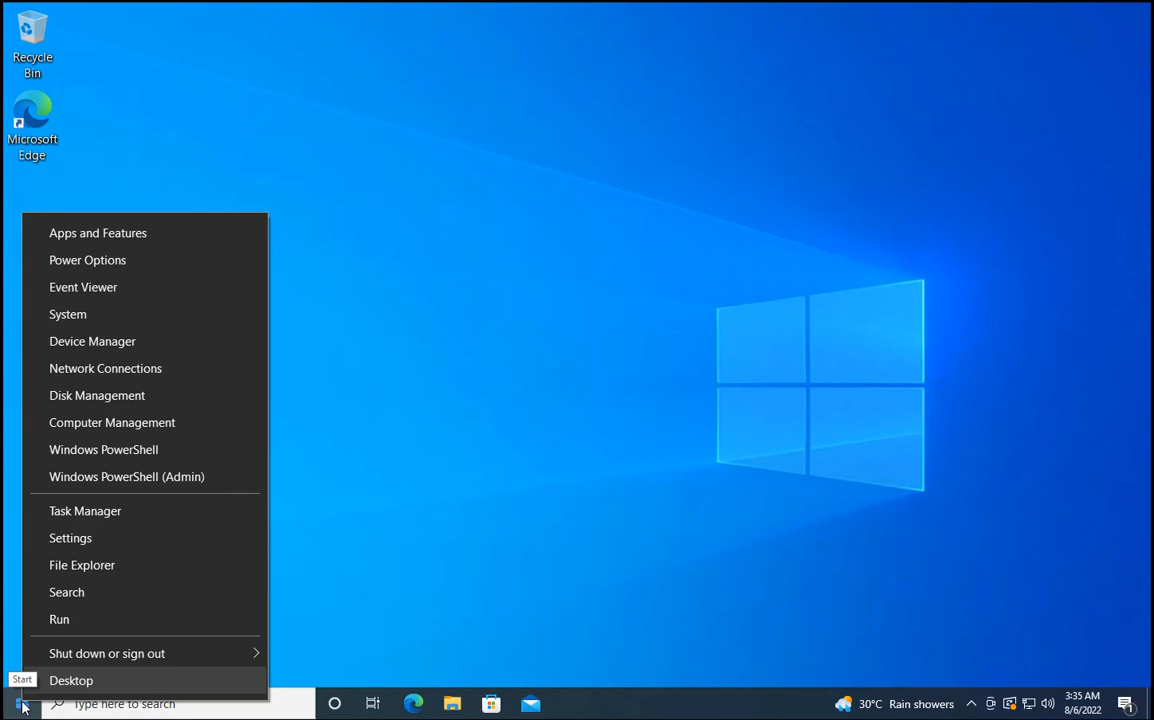 Recycle
Bin
Microsoft
Edge
Apps and Features
Power Options
Event Viewer
System
Device Manager
Network Connections
Disk Management
Computer Management
Windows PowerShell
Windows PowerShell (Admin)
Task Manager
Settings
File Explorer
Search
Run
Shut down or sign out
Desktop
Start
Type here to search
30°C Rain showers
3:35 AM
8/6/2022
1